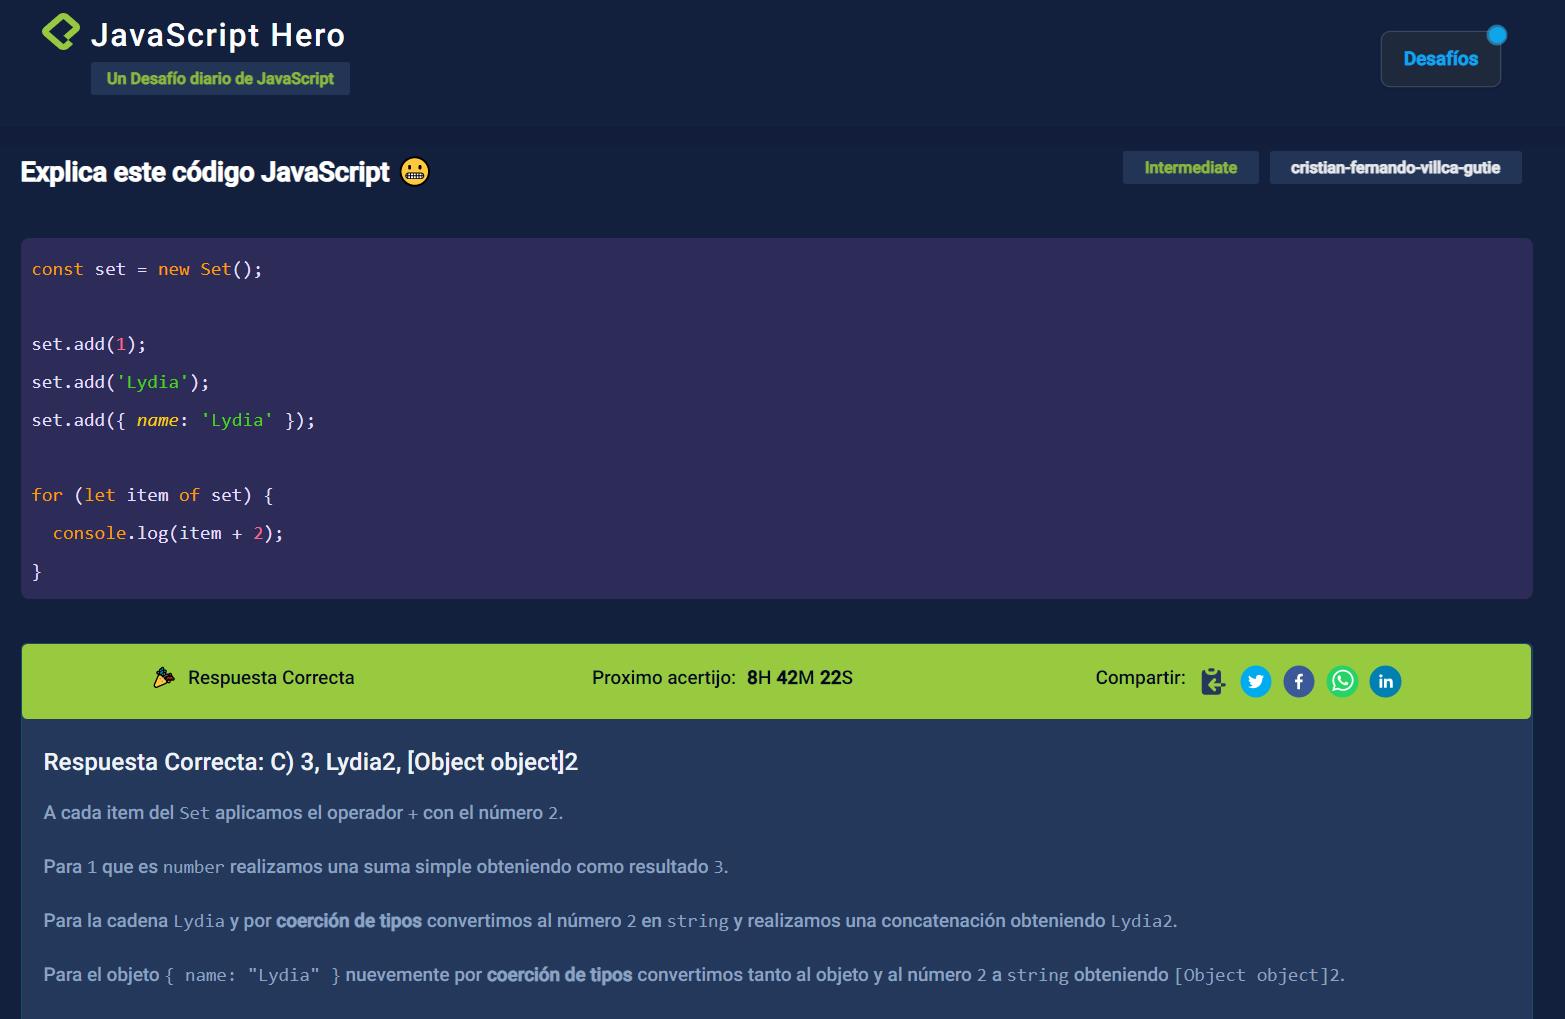 JavaScript Hero
Un Desafío diario de JavaScript
Desafíos
Explica este código JavaScript 😬
Intermediate
cristian-fernando-villca-gutie
const set = new Set();
set.add(1);
set.add('Lydia');
set.add({ name: 'Lydia' });
for (let item of set) {
  console.log(item + 2);
}
🎉 Respuesta Correcta
Proximo acertijo: 8H 42M 22S
Compartir:
Respuesta Correcta: C) 3, Lydia2, [Object object]2
A cada item del Set aplicamos el operador + con el número 2.
Para 1 que es number realizamos una suma simple obteniendo como resultado 3.
Para la cadena Lydia y por coerción de tipos convertimos al número 2 en string y realizamos una concatenación obteniendo Lydia2.
Para el objeto { name: "Lydia" } nuevemente por coerción de tipos convertimos tanto al objeto y al número 2 a string obteniendo [Object object]2.